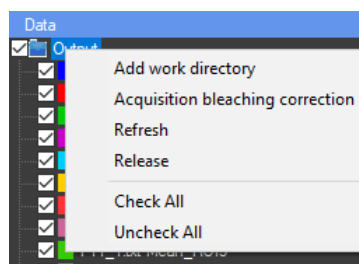 Data
Output
Add work directory
Acquisition bleaching correction
Refresh
Release
Check All
Uncheck All